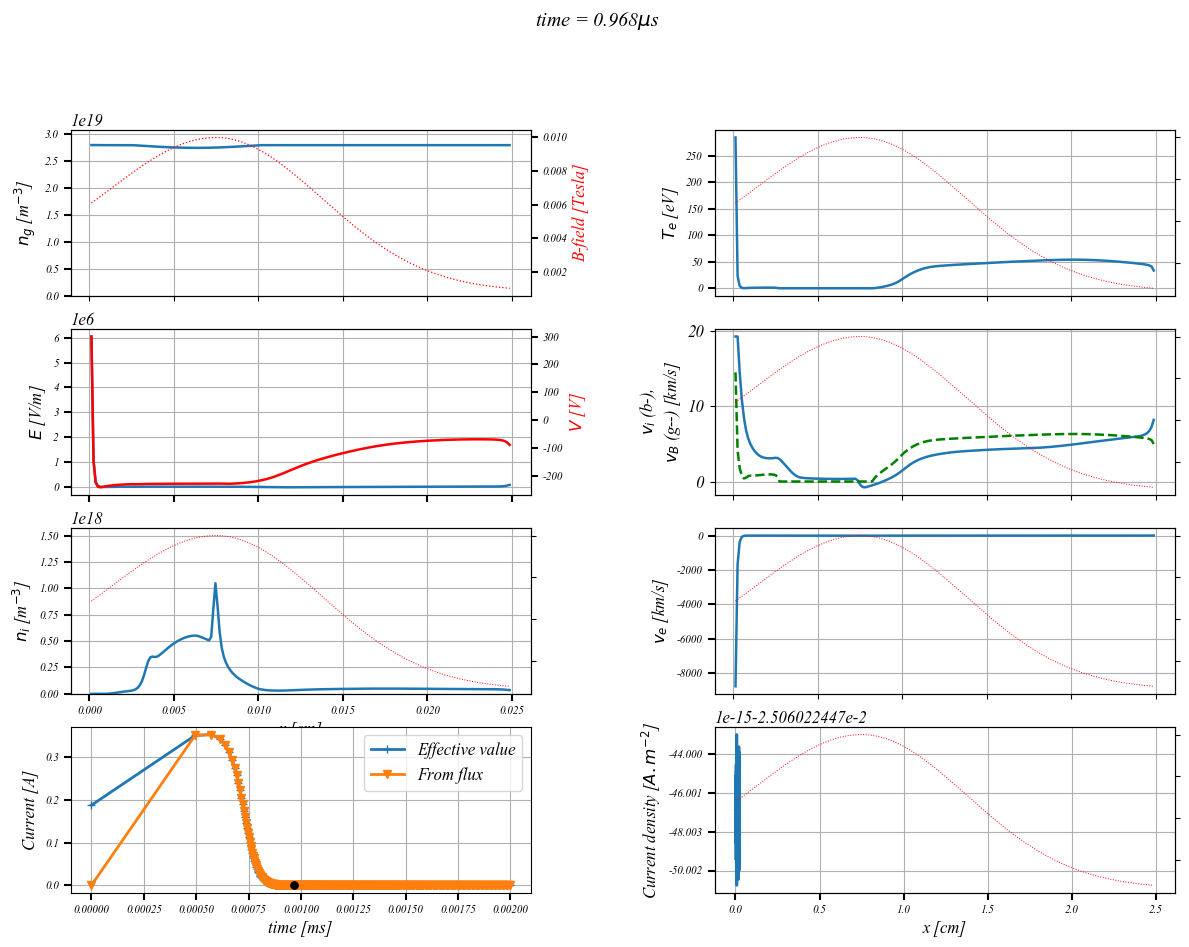 time = 0.968μs
1e19
3.0
2.5
2.0
1.5
1.0
0.5
0.0
n_g [m^{-3}]
0.010
0.008
0.006
0.004
0.002
B-field [Tesla]
250
200
150
100
50
0
T_e [eV]
1e6
6
5
4
3
2
1
0
E [V/m]
300
200
100
0
-100
-200
V [V]
20
10
0
v_i (b-),
v_B (g--) [km/s]
1e18
1.50
1.25
1.00
0.75
0.50
0.25
0.00
n_i [m^{-3}]
0.000 0.005 0.010 0.015 0.020 0.025
0
-2000
-4000
-6000
-8000
v_e [km/s]
0.3
0.2
0.1
0.0
Current [A]
Effective value
From flux
0.00000 0.00025 0.00050 0.00075 0.00100 0.00125 0.00150 0.00175 0.00200
time [ms]
1e-15-2.506022447e-2
-44.000
-46.001
-48.003
-50.002
Current density [A.m^{-2}]
0.0 0.5 1.0 1.5 2.0 2.5
x [cm]